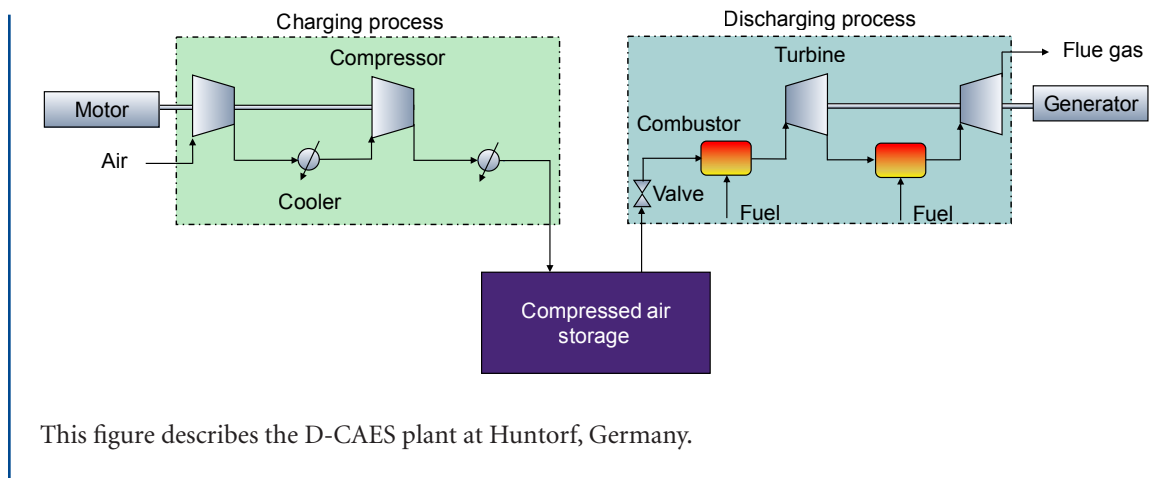 Charging process
Discharging process
Compressor
Turbine
Flue gas
Motor
Generator
Combustor
Air
Valve
Cooler
Fuel
Fuel
Compressed air
storage
This figure describes the D-CAES plant at Huntorf, Germany.